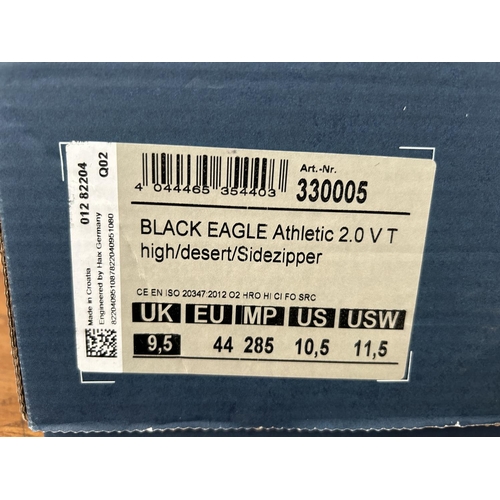 Art.-Nr.
4 044465 354403
330005
BLACK EAGLE Athletic 2.0 V T
high/desert/Sidezipper
CE EN ISO 20347:2012 O2 HRO HI CI FO SRC
UK EU MP US USW
9,5 44 285 10,5 11,5
012 82204 Q02
Made in Croatia
Engineered by Haix Germany
8220409510878220409510​80